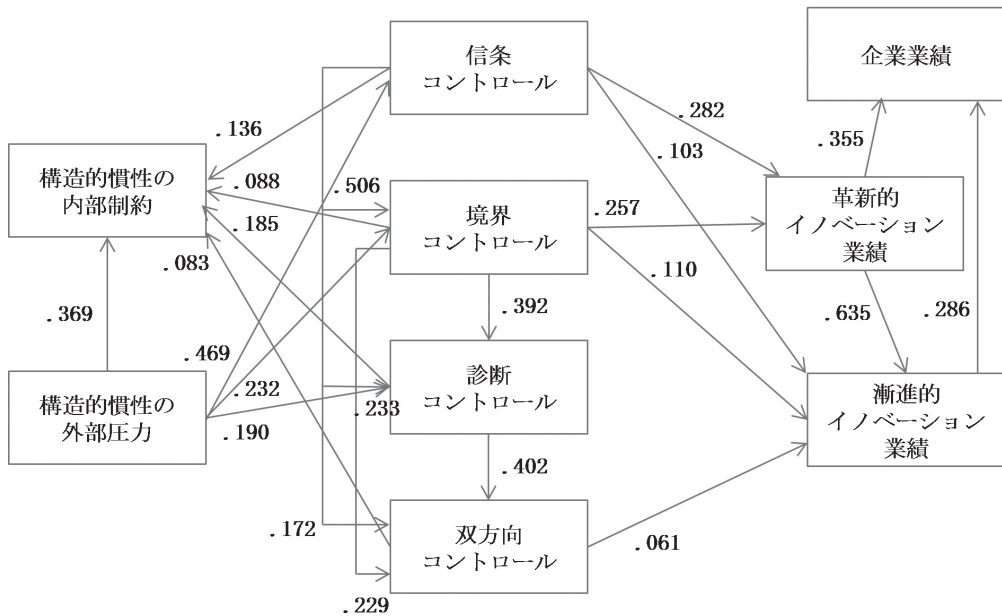 信条
コントロール
企業業績
.136
.282
.355
.103
構造的慣性の
内部制約
.088
.506
境界
コントロール
.257
革新的
イノベーション
業績
.185
.083
.110
.369
.392
.635
.286
.469
診断
コントロール
構造的慣性の
外部圧力
.232
.233
.190
漸進的
イノベーション
業績
.402
.172
双方向
コントロール
.061
.229